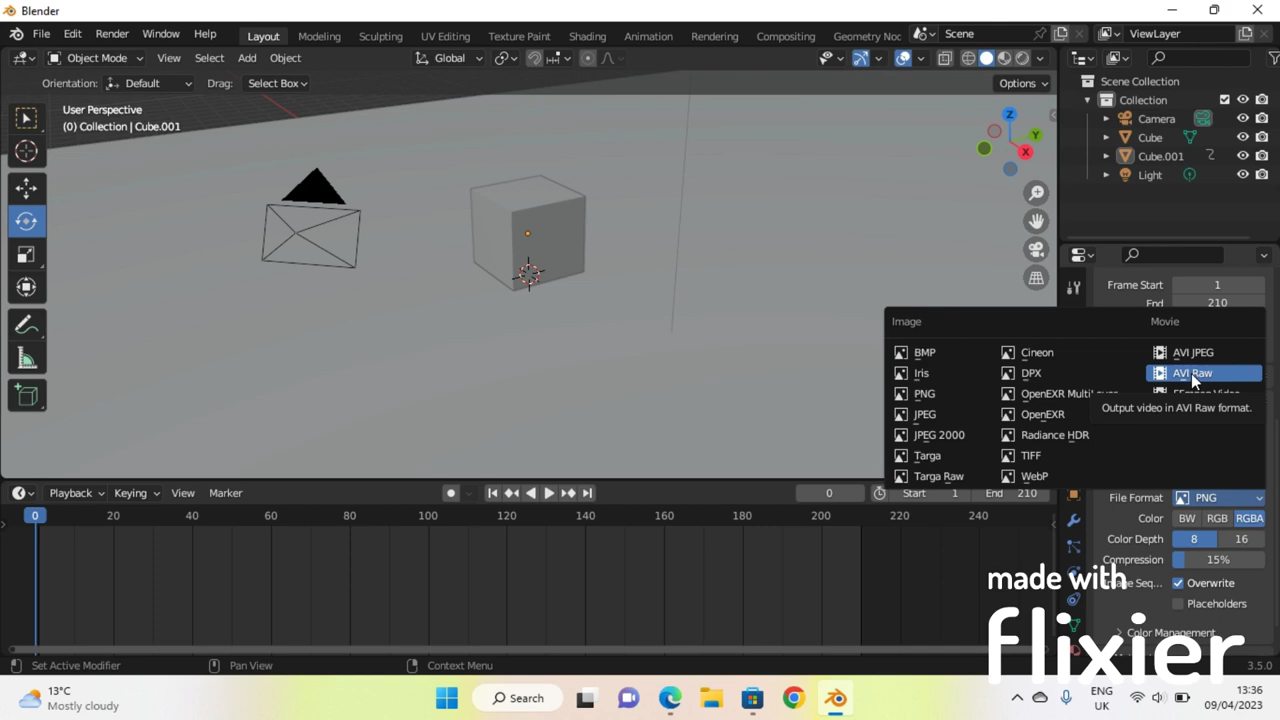 Blender
File Edit Render Window Help Layout Modeling Sculpting UV Editing Texture Paint Shading Animation Rendering Compositing Geometry Noc Scene ViewLayer
Object Mode View Select Add Object Global
Orientation: Default Drag: Select Box Options
User Perspective
(0) Collection | Cube.001
Z
Y
X
Scene Collection
Collection
Camera
Cube
Cube.001
Light
Frame Start 1
End 210
Image Movie
BMP Cineon AVI JPEG
Iris DPX AVI Raw
PNG OpenEXR MultiLayer FFmpeg Video
Output video in AVI Raw format.
JPEG OpenEXR
JPEG 2000 Radiance HDR
Targa TIFF
Targa Raw WebP
Playback Keying View Marker 0 Start 1 End 210
File Format PNG
0 20 40 60 80 100 120 140 160 180 200 220 240
Color BW RGB RGBA
Color Depth 8 16
Compression 15%
Image Seq... Overwrite
Placeholders
Color Management
made with
flixier
Set Active Modifier Pan View Context Menu 3.5.0
13°C
Mostly cloudy
Search
ENG
UK
13:36
09/04/2023